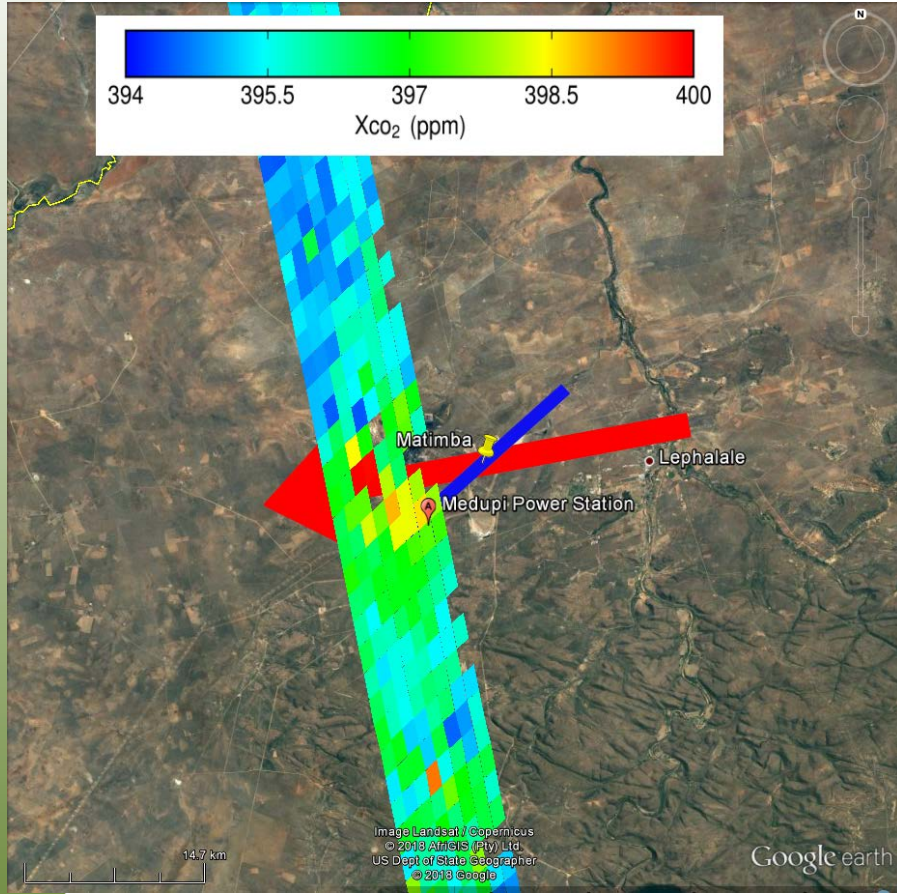 394 395.5 397 398.5 400
Xco₂ (ppm)
N
Matimba
Lephalale
A
Medupi Power Station
Image Landsat / Copernicus
© 2018 AfriGIS (Pty) Ltd
US Dept of State Geographer
© 2018 Google
14.7 km
Google earth